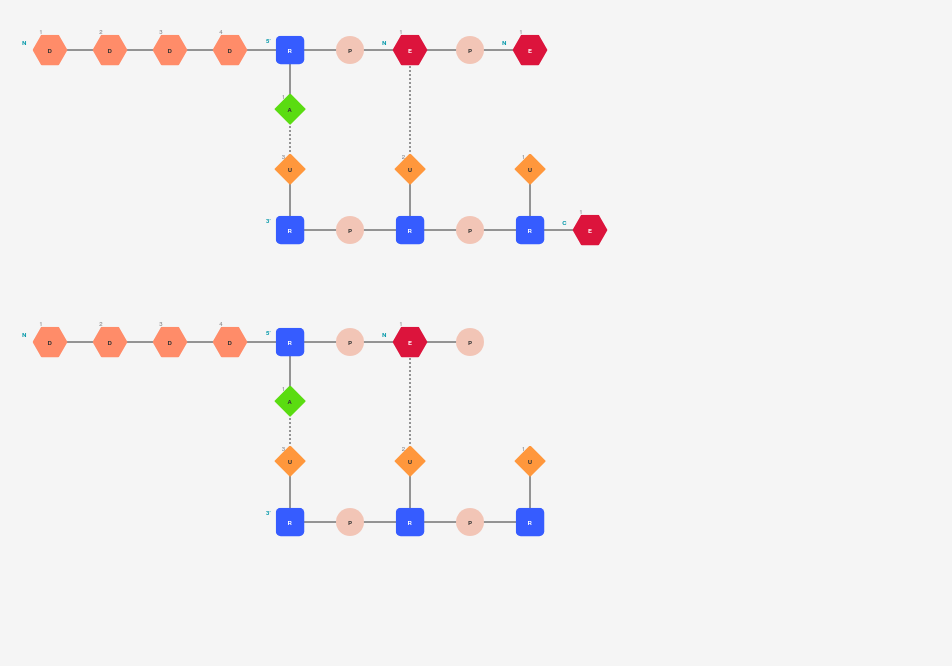 1 2 3 4 5' 1 1
N D D D D R P N E P N E
1
A
3 2 1
U U U
3' R P R P R C 1 E
1 2 3 4 5' 1
N D D D D R P N E P
1
A
3 2 1
U U U
3' R P R P R